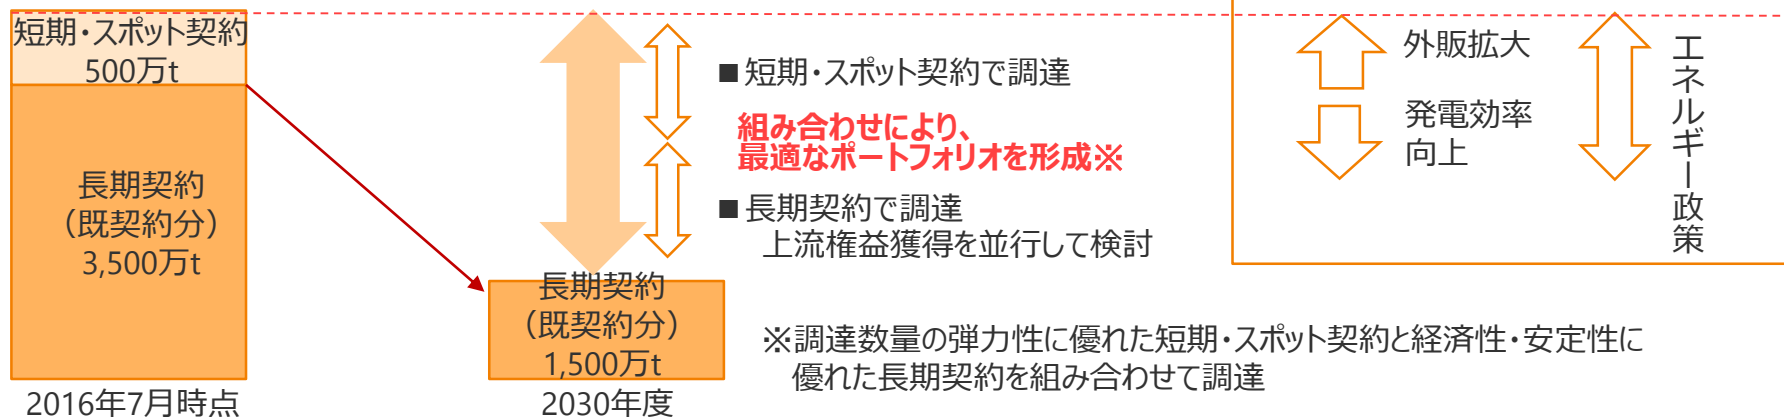 短期・スポット契約
500万t
長期契約
（既契約分）
3,500万t
2016年7月時点
長期契約
（既契約分）
1,500万t
2030年度
■短期・スポット契約で調達
組み合わせにより、
最適なポートフォリオを形成※
■長期契約で調達
上流権益獲得を並行して検討
※調達数量の弾力性に優れた短期・スポット契約と経済性・安定性に
優れた長期契約を組み合わせて調達
外販拡大
発電効率
向上
エネルギー政策